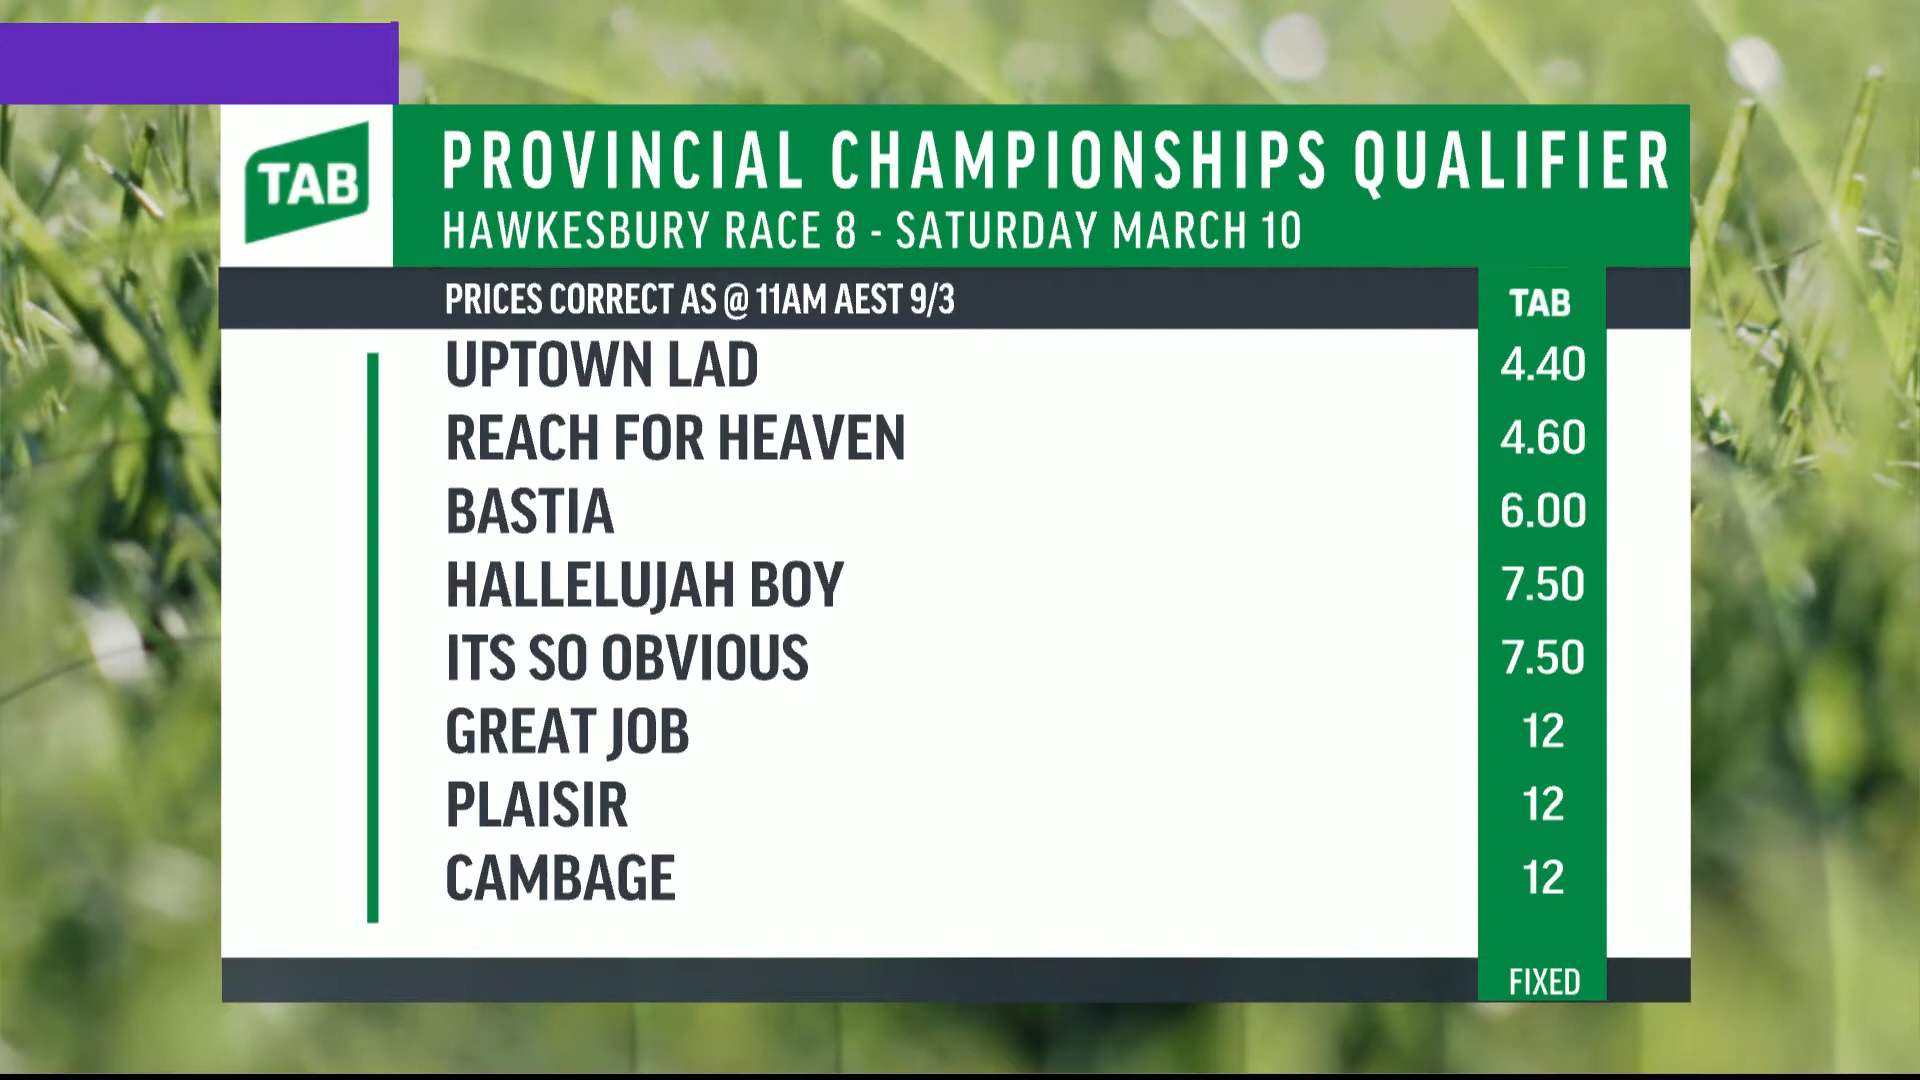 TAB
PROVINCIAL CHAMPIONSHIPS QUALIFIER
HAWKESBURY RACE 8 - SATURDAY MARCH 10
PRICES CORRECT AS @ 11AM AEST 9/3 TAB
UPTOWN LAD 4.40
REACH FOR HEAVEN 4.60
BASTIA 6.00
HALLELUJAH BOY 7.50
ITS SO OBVIOUS 7.50
GREAT JOB 12
PLAISIR 12
CAMBAGE 12
FIXED